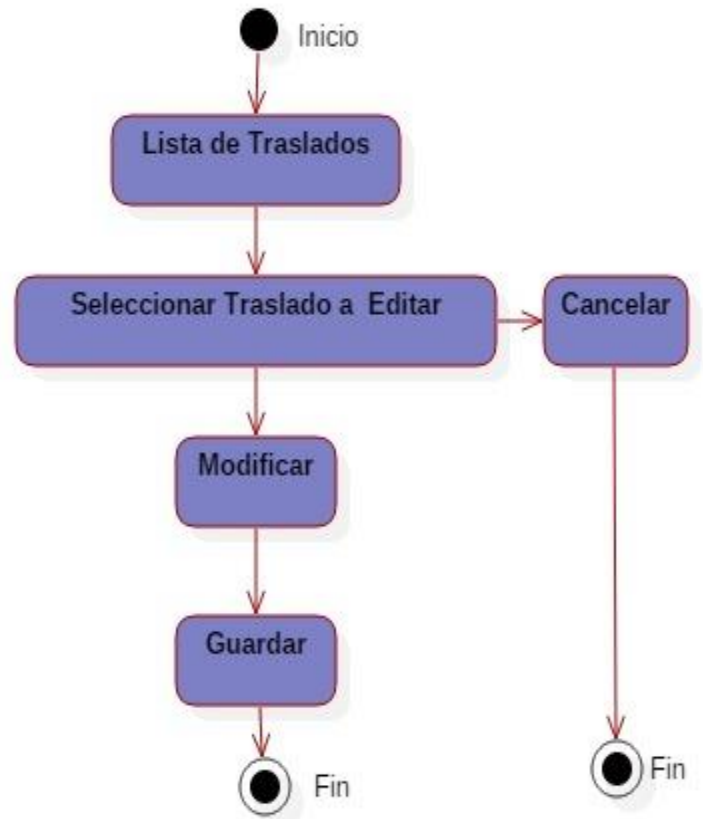 Inicio
Lista de Traslados
Seleccionar Traslado a Editar
Cancelar
Modificar
Guardar
Fin
Fin